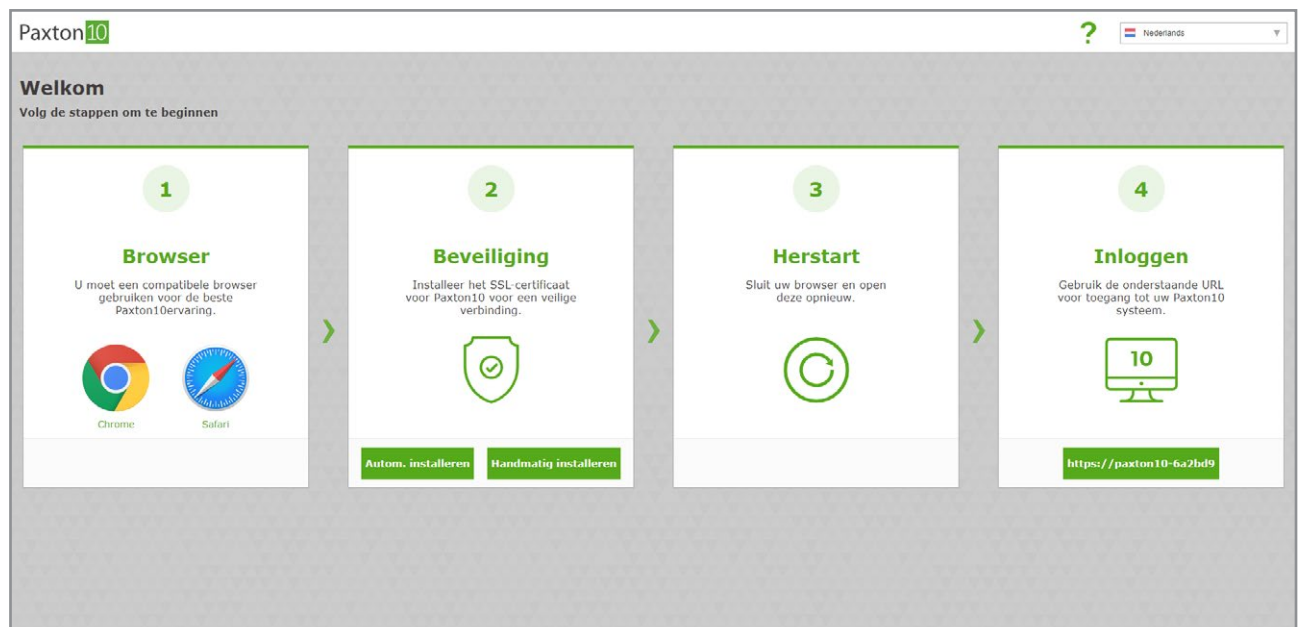 Paxton10
? Nederlands
Welkom
Volg de stappen om te beginnen
1
Browser
U moet een compatibele browser
gebruiken voor de beste
Paxton10ervaring.
Chrome
Safari
2
Beveiliging
Installeer het SSL-certificaat
voor Paxton10 voor een veilige
verbinding.
Autom. installeren
Handmatig installeren
3
Herstart
Sluit uw browser en open
deze opnieuw.
4
Inloggen
Gebruik de onderstaande URL
voor toegang tot uw Paxton10
systeem.
10
https://paxton10-6a2bd9